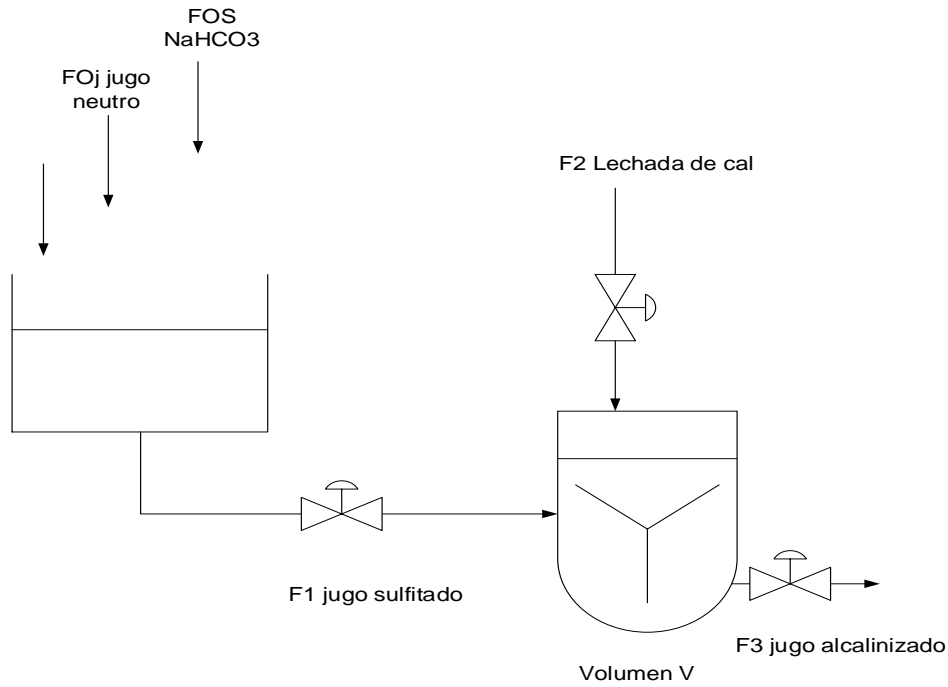 FOS
NaHCO3
FOj jugo
neutro
F2 Lechada de cal
F1 jugo sulfitado
F3 jugo alcalinizado
Volumen V